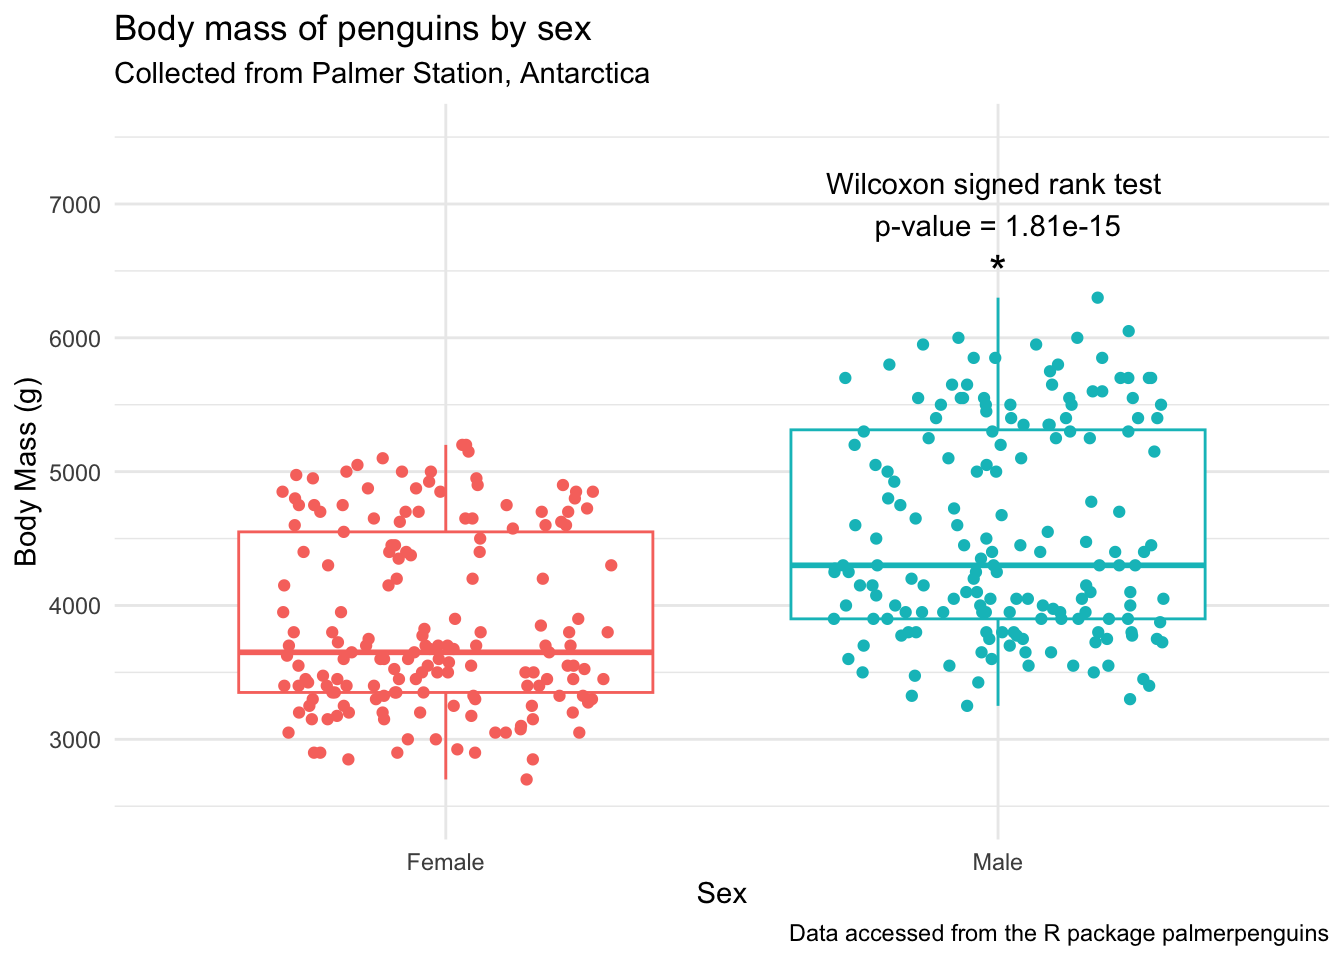 Body mass of penguins by sex
Collected from Palmer Station, Antarctica
Wilcoxon signed rank test
p-value = 1.81e-15
*
7000
6000
5000
4000
3000
Body Mass (g)
Female
Male
Sex
Data accessed from the R package palmerpenguins